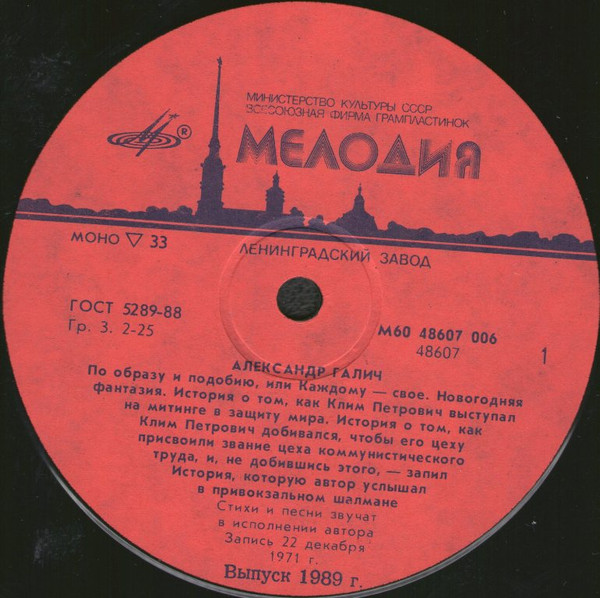 МИНИСТЕРСТВО КУЛЬТУРЫ СССР
ВСЕСОЮЗНАЯ ФИРМА ГРАМПЛАСТИНОК
®
МЕЛОДИЯ
МОНО ▽ 33
ЛЕНИНГРАДСКИЙ ЗАВОД
ГОСТ 5289-88
Гр. 3. 2-25
М60 48607 006
48607
1
АЛЕКСАНДР ГАЛИЧ
По образу и подобию, или Каждому — свое. Новогодняя
фантазия. История о том, как Клим Петрович выступал
на митинге в защиту мира. История о том, как
Клим Петрович добивался, чтобы его цеху
присвоили звание цеха коммунистического
труда, и, не добившись этого, — запил
История, которую автор услышал
в привокзальном шалмане
Стихи и песни звучат
в исполнении автора
Запись 22 декабря
1971 г.
Выпуск 1989 г.